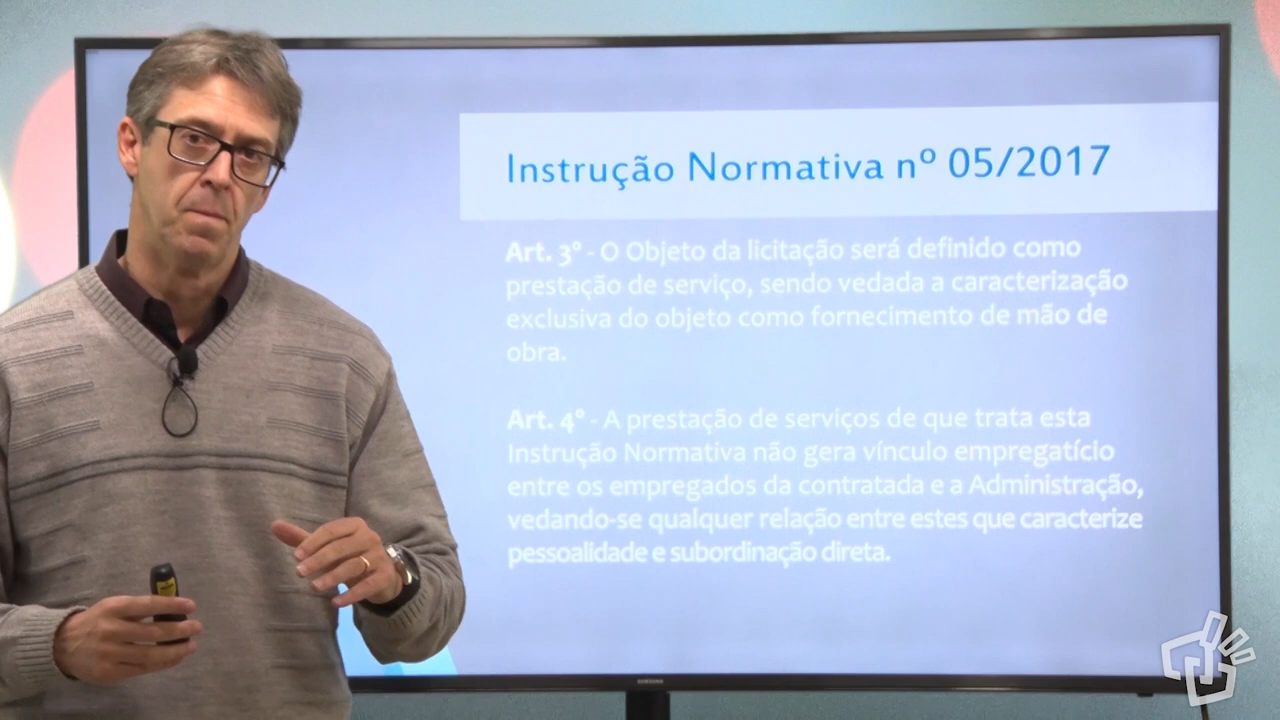 Instrução Normativa nº 05/2017
Art. 3º - O Objeto da licitação será definido como
prestação de serviço, sendo vedada a caracterização
exclusiva do objeto como fornecimento de mão de
obra.
Art. 4º - A prestação de serviços de que trata esta
Instrução Normativa não gera vínculo empregatício
entre os empregados da contratada e a Administração,
vedando-se qualquer relação entre estes que caracterize
pessoalidade e subordinação direta.
SAMSUNG